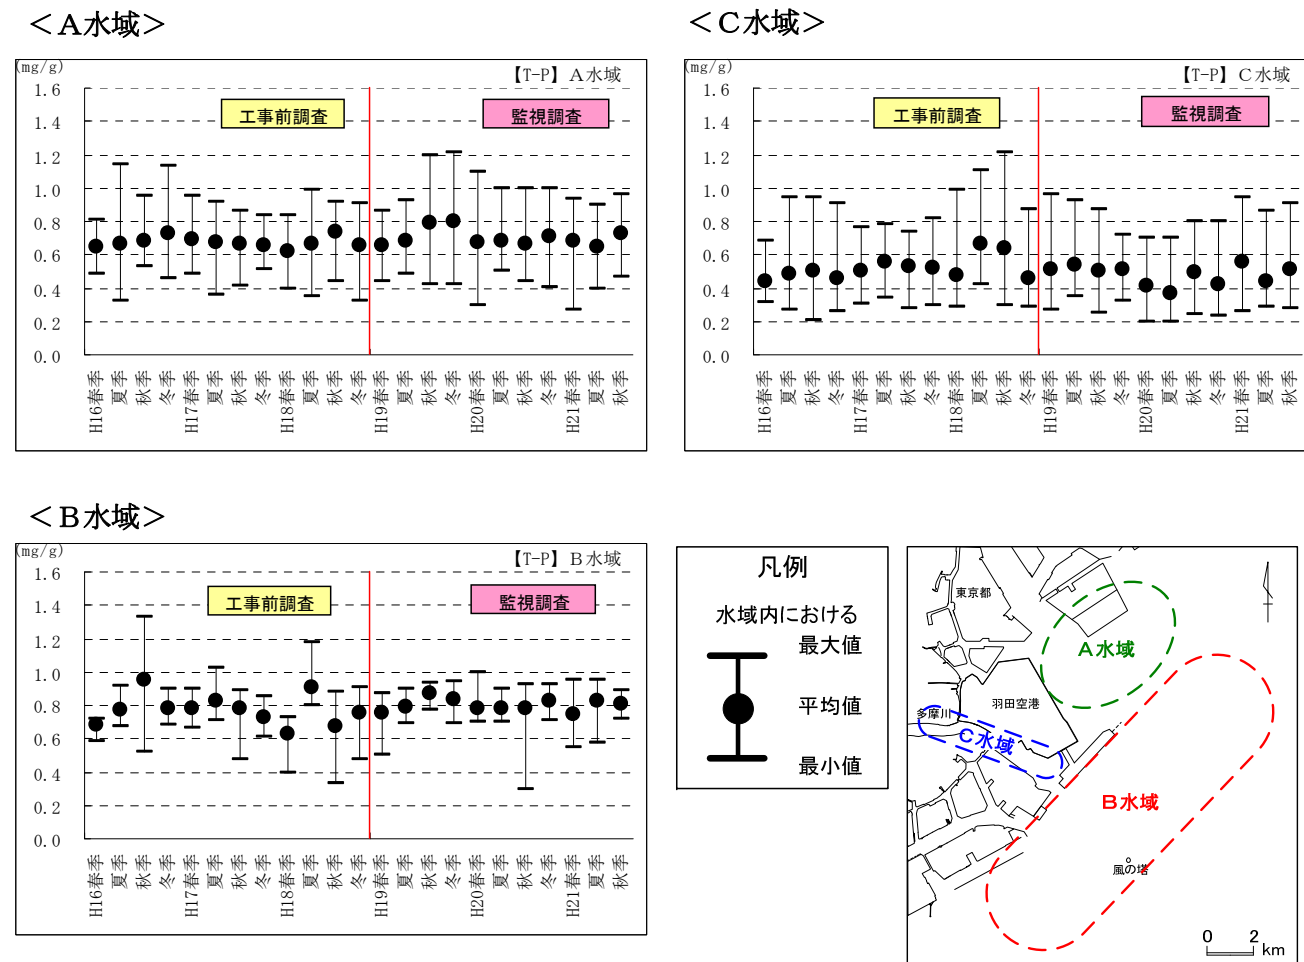 ＜Ａ水域＞
(mg/g)
【T-P】Ａ水域
1.6
1.4
1.2
1.0
0.8
0.6
0.4
0.2
0.0
工事前調査
監視調査
H16春季
夏季
秋季
冬季
H17春季
夏季
秋季
冬季
H18春季
夏季
秋季
冬季
H19春季
夏季
秋季
冬季
H20春季
夏季
秋季
冬季
H21春季
夏季
秋季
＜Ｃ水域＞
(mg/g)
【T-P】Ｃ水域
1.6
1.4
1.2
1.0
0.8
0.6
0.4
0.2
0.0
工事前調査
監視調査
H16春季
夏季
秋季
冬季
H17春季
夏季
秋季
冬季
H18春季
夏季
秋季
冬季
H19春季
夏季
秋季
冬季
H20春季
夏季
秋季
冬季
H21春季
夏季
秋季
＜Ｂ水域＞
(mg/g)
【T-P】Ｂ水域
1.6
1.4
1.2
1.0
0.8
0.6
0.4
0.2
0.0
工事前調査
監視調査
H16春季
夏季
秋季
冬季
H17春季
夏季
秋季
冬季
H18春季
夏季
秋季
冬季
H19春季
夏季
秋季
冬季
H20春季
夏季
秋季
冬季
H21春季
夏季
秋季
凡例
水域内における
最大値
平均値
最小値
東京都
Ａ水域
羽田空港
多摩川
Ｃ水域
Ｂ水域
風の塔
0 2 km